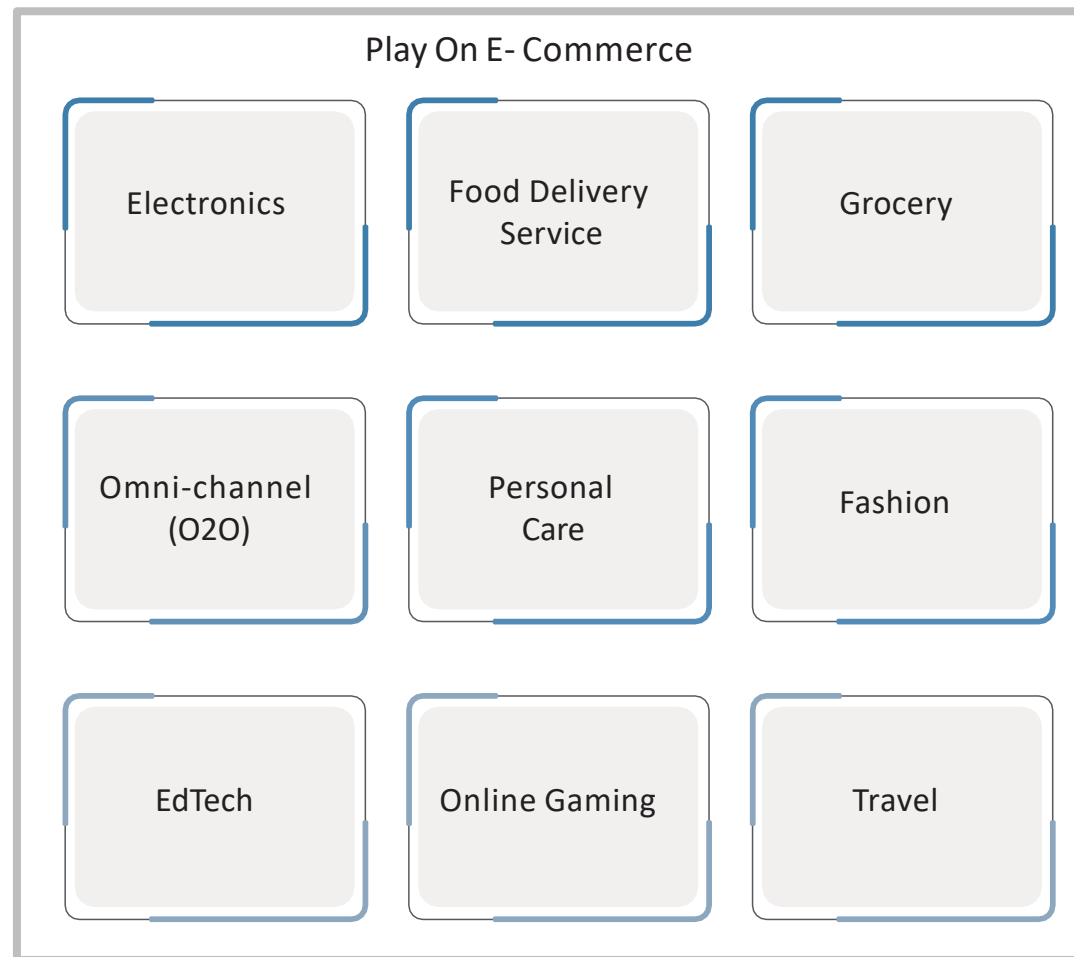 Play On E- Commerce
Electronics
Food Delivery
Service
Grocery
Omni-channel
(O2O)
Personal
Care
Fashion
EdTech
Online Gaming
Travel